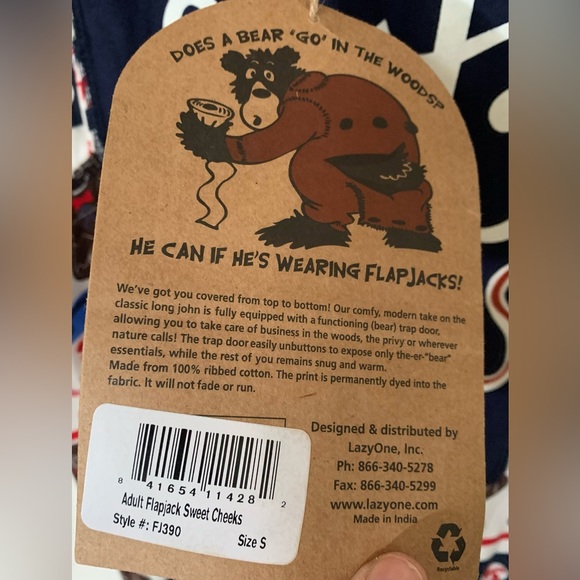 DOES A BEAR "GO" IN THE WOODS?
HE CAN IF HE'S WEARING FLAPJACKS!
We've got you covered from top to bottom! Our comfy, modern take on the
classic long john is fully equipped with a functioning (bear) trap door,
allowing you to take care of business in the woods, the privy or wherever
nature calls! The trap door easily unbuttons to expose only the-er-"bear"
essentials, while the rest of you remains snug and warm.
Made from 100% ribbed cotton. The print is permanently dyed into the
fabric. It will not fade or run.
8 41654 11428 2
Adult Flapjack Sweet Cheeks
Style #: FJ390
Size S
Designed & distributed by
LazyOne, Inc.
Ph: 866-340-5278
Fax: 866-340-5299
www.lazyone.com
Made in India
Recyclable